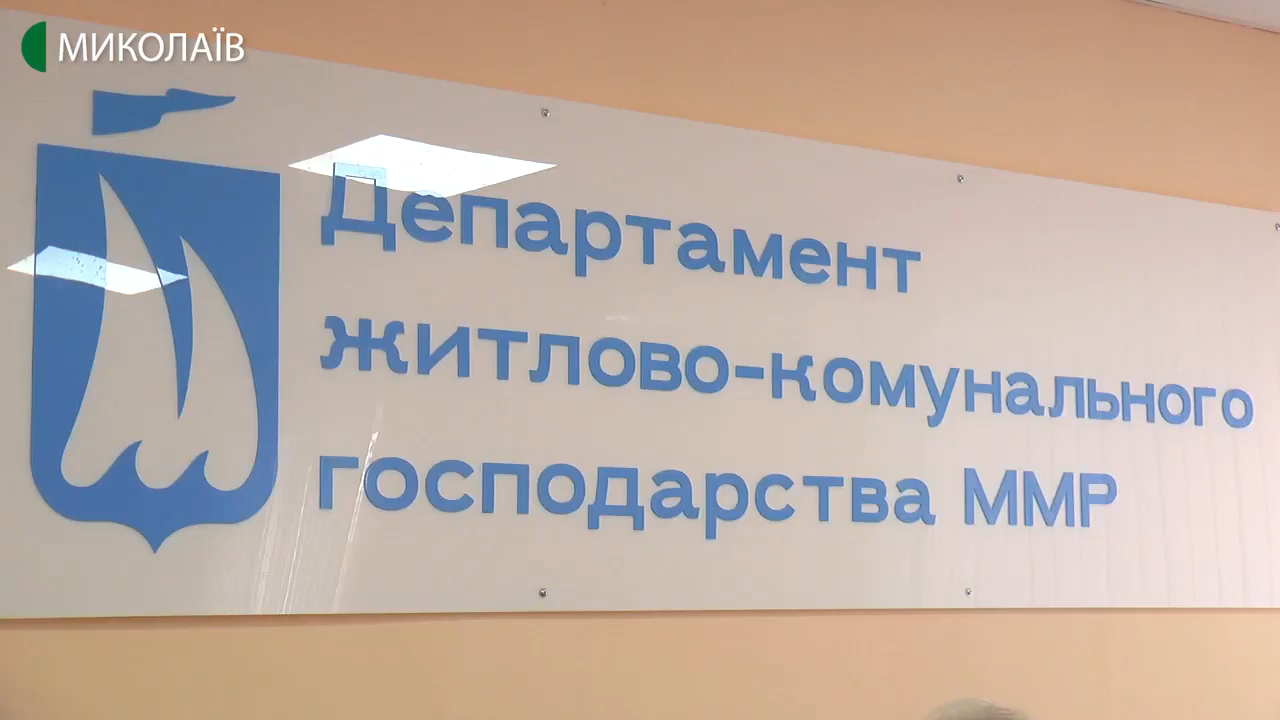 МИКОЛАЇВ
Департамент
житлово-комунального
господарства ММР